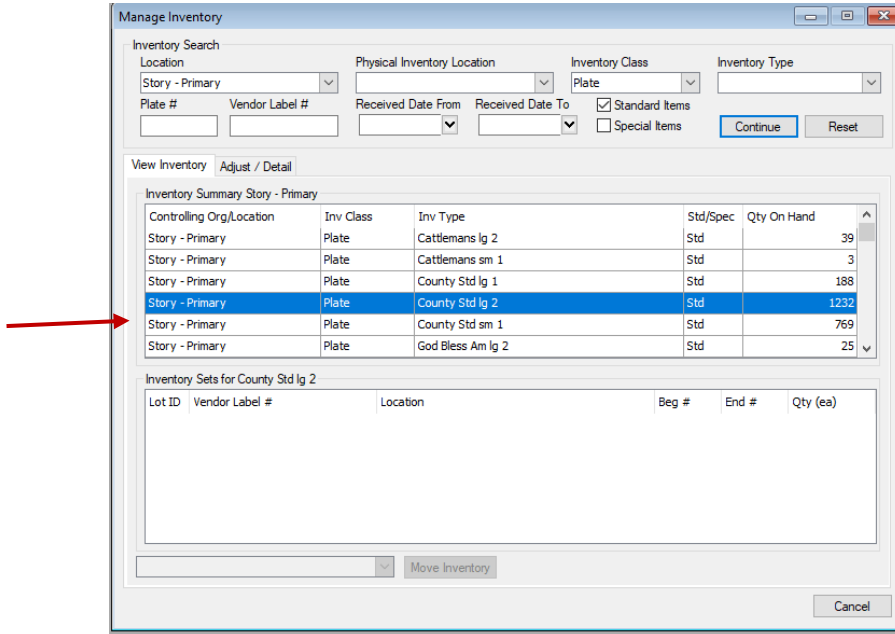 Manage Inventory
Inventory Search
Location Physical Inventory Location Inventory Class Inventory Type
Story - Primary Plate
Plate # Vendor Label # Received Date From Received Date To Standard Items
Special Items Continue Reset
View Inventory Adjust / Detail
Inventory Summary Story - Primary
Controlling Org/Location Inv Class Inv Type Std/Spec Qty On Hand
Story - Primary Plate Cattlemans lg 2 Std 39
Story - Primary Plate Cattlemans sm 1 Std 3
Story - Primary Plate County Std lg 1 Std 188
Story - Primary Plate County Std lg 2 Std 1232
Story - Primary Plate County Std sm 1 Std 769
Story - Primary Plate God Bless Am lg 2 Std 25
Inventory Sets for County Std lg 2
Lot ID Vendor Label # Location Beg # End # Qty (ea)
Move Inventory
Cancel